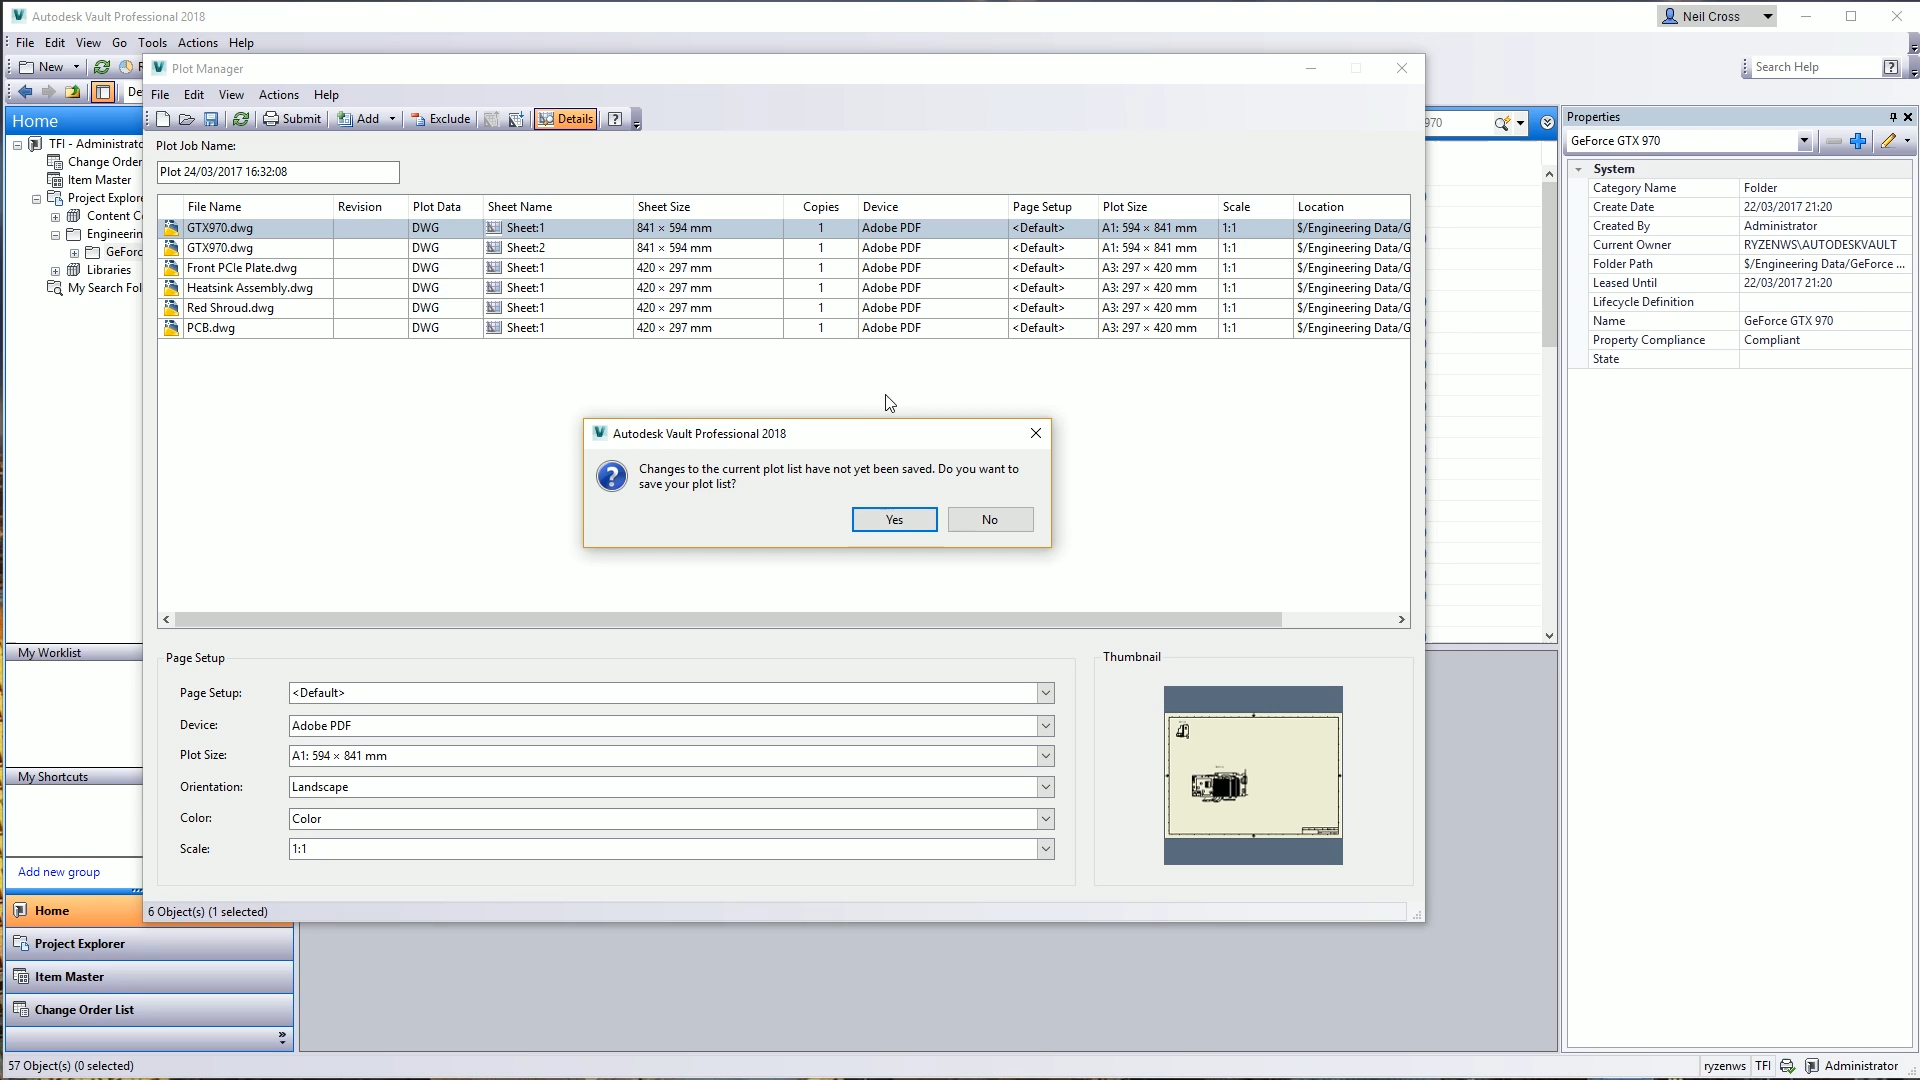 Autodesk Vault Professional 2018
Neil Cross
File Edit View Go Tools Actions Help
New
Search Help
Plot Manager
File Edit View Actions Help
Submit Add Exclude Details
Plot Job Name:
Plot 24/03/2017 16:32:08
File Name Revision Plot Data Sheet Name Sheet Size Copies Device Page Setup Plot Size Scale Location
GTX970.dwg DWG Sheet:1 841 × 594 mm 1 Adobe PDF <Default> A1: 594 × 841 mm 1:1 $/Engineering Data/G
GTX970.dwg DWG Sheet:2 841 × 594 mm 1 Adobe PDF <Default> A1: 594 × 841 mm 1:1 $/Engineering Data/G
Front PCIe Plate.dwg DWG Sheet:1 420 × 297 mm 1 Adobe PDF <Default> A3: 297 × 420 mm 1:1 $/Engineering Data/G
Heatsink Assembly.dwg DWG Sheet:1 420 × 297 mm 1 Adobe PDF <Default> A3: 297 × 420 mm 1:1 $/Engineering Data/G
Red Shroud.dwg DWG Sheet:1 420 × 297 mm 1 Adobe PDF <Default> A3: 297 × 420 mm 1:1 $/Engineering Data/G
PCB.dwg DWG Sheet:1 420 × 297 mm 1 Adobe PDF <Default> A3: 297 × 420 mm 1:1 $/Engineering Data/G
Autodesk Vault Professional 2018
Changes to the current plot list have not yet been saved. Do you want to
save your plot list?
Yes No
Page Setup
Page Setup: <Default>
Device: Adobe PDF
Plot Size: A1: 594 × 841 mm
Orientation: Landscape
Color: Color
Scale: 1:1
Thumbnail
6 Object(s) (1 selected)
De
Home
TFI - Administrato
Change Order
Item Master
Project Explore
Content C
Engineerin
GeForc
Libraries
My Search Fol
My Worklist
My Shortcuts
Add new group
Home
Project Explorer
Item Master
Change Order List
970
Properties
GeForce GTX 970
System
Category Name Folder
Create Date 22/03/2017 21:20
Created By Administrator
Current Owner RYZENWS\AUTODESKVAULT
Folder Path $/Engineering Data/GeForce ...
Leased Until 22/03/2017 21:20
Lifecycle Definition
Name GeForce GTX 970
Property Compliance Compliant
State
57 Object(s) (0 selected)
ryzenws TFI Administrator